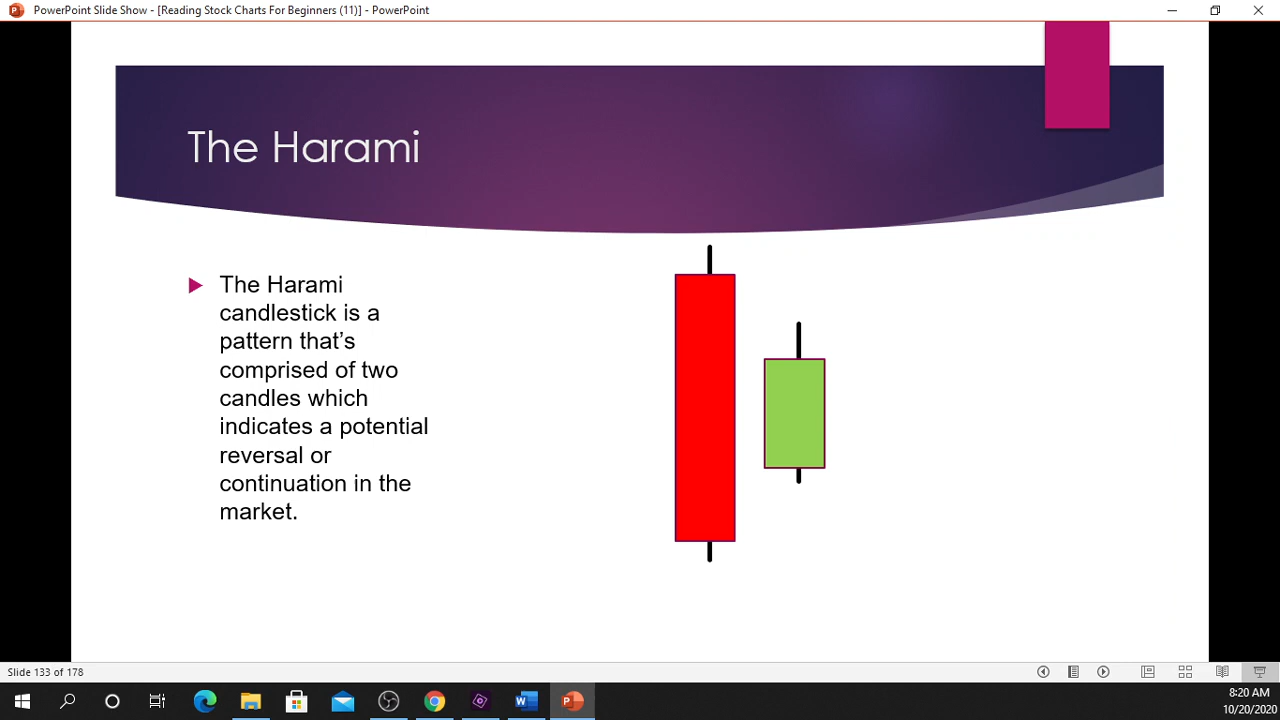 PowerPoint Slide Show - [Reading Stock Charts For Beginners (11)] - PowerPoint
The Harami
The Harami
candlestick is a
pattern that’s
comprised of two
candles which
indicates a potential
reversal or
continuation in the
market.
Slide 133 of 178
8:20 AM
10/20/2020